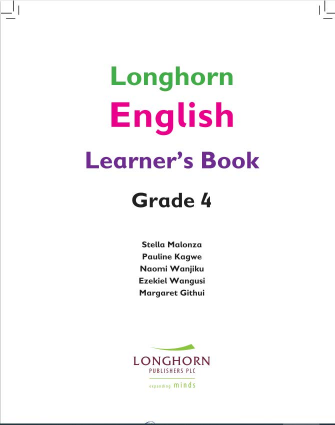 Longhorn
English
Learner's Book
Grade 4
Stella Malonza
Pauline Kagwe
Naomi Wanjiku
Ezekiel Wangusi
Margaret Githui
LONGHORN
PUBLISHERS PLC
expanding minds